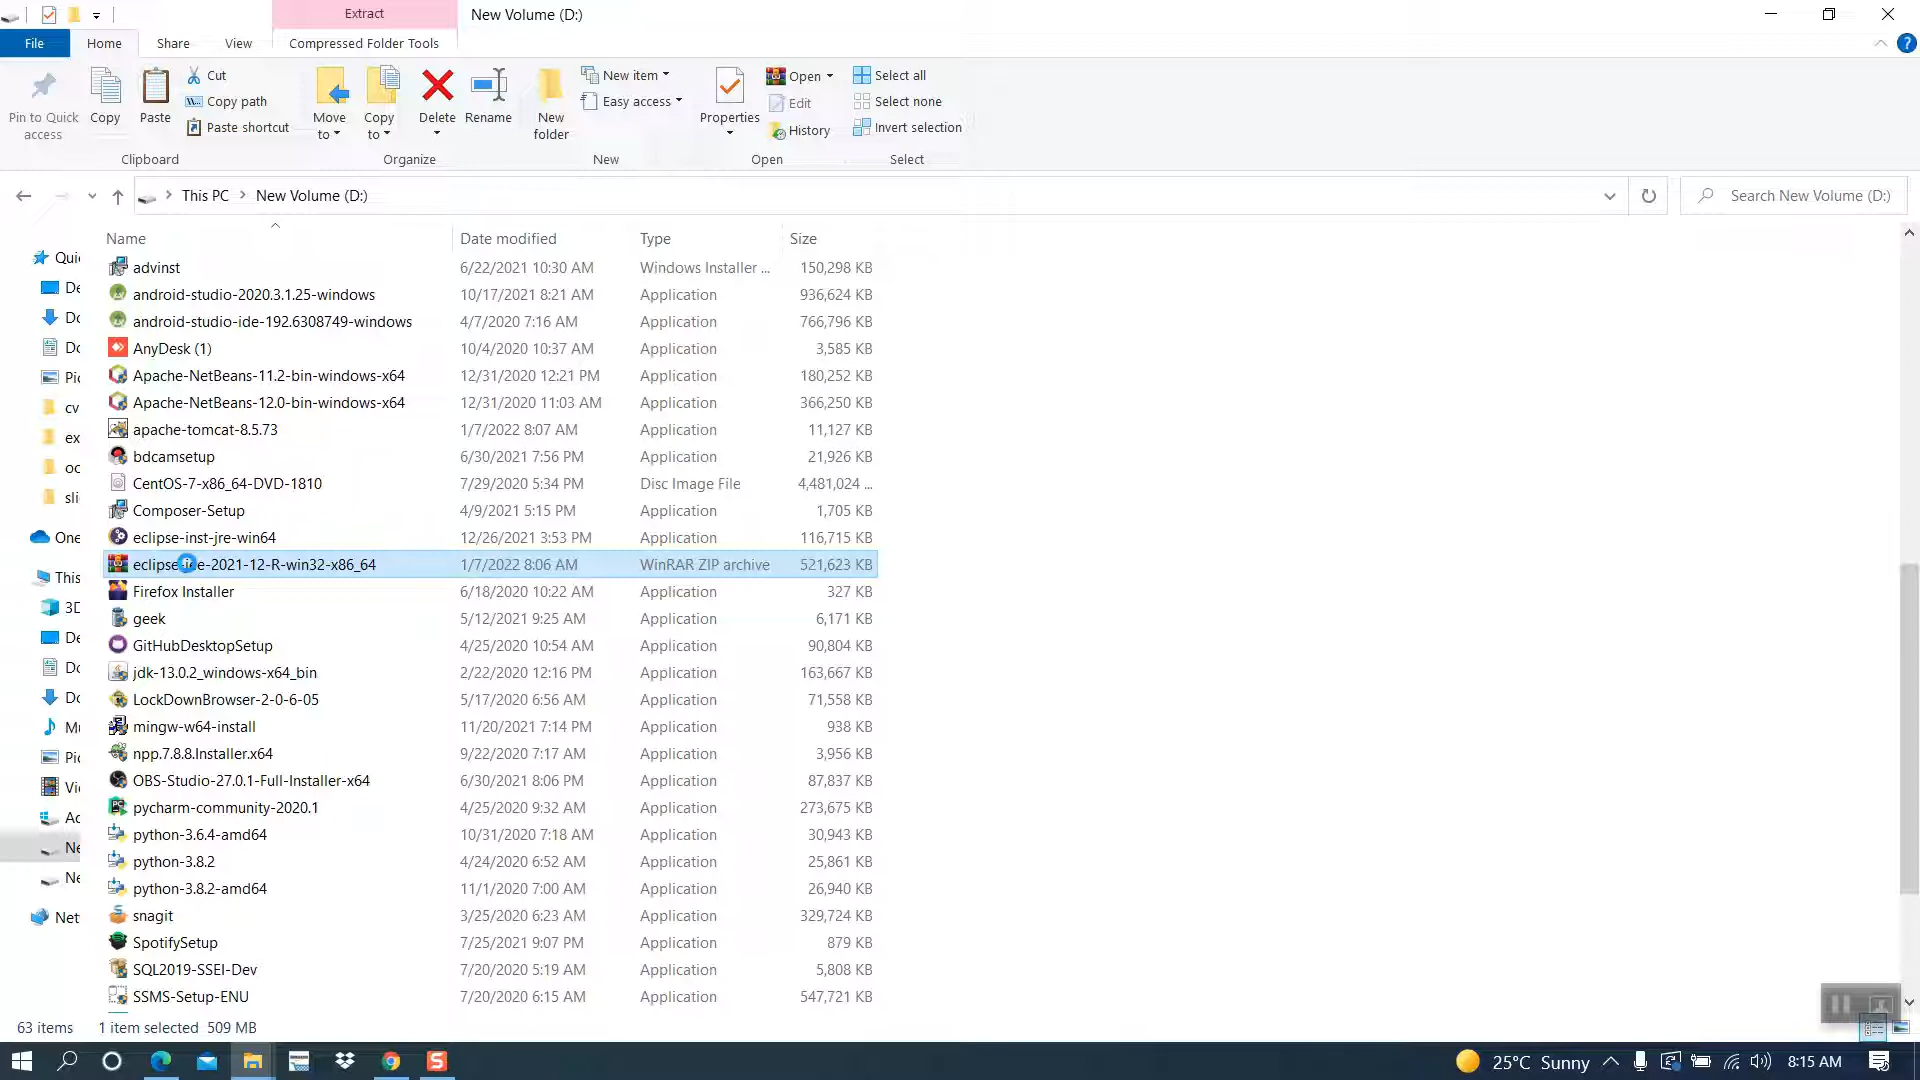 Extract
New Volume (D:)
File
Home
Share
View
Compressed Folder Tools
Pin to Quick access
Copy
Paste
Cut
Copy path
Paste shortcut
Clipboard
Move to
Copy to
Delete
Rename
Organize
New folder
New item
Easy access
New
Properties
Open
Edit
History
Open
Select all
Select none
Invert selection
Select
This PC
New Volume (D:)
Search New Volume (D:)
Name Date modified Type Size
advinst 6/22/2021 10:30 AM Windows Installer ... 150,298 KB
android-studio-2020.3.1.25-windows 10/17/2021 8:21 AM Application 936,624 KB
android-studio-ide-192.6308749-windows 4/7/2020 7:16 AM Application 766,796 KB
AnyDesk (1) 10/4/2020 10:37 AM Application 3,585 KB
Apache-NetBeans-11.2-bin-windows-x64 12/31/2020 12:21 PM Application 180,252 KB
Apache-NetBeans-12.0-bin-windows-x64 12/31/2020 11:03 AM Application 366,250 KB
apache-tomcat-8.5.73 1/7/2022 8:07 AM Application 11,127 KB
bdcamsetup 6/30/2021 7:56 PM Application 21,926 KB
CentOS-7-x86_64-DVD-1810 7/29/2020 5:34 PM Disc Image File 4,481,024 ...
Composer-Setup 4/9/2021 5:15 PM Application 1,705 KB
eclipse-inst-jre-win64 12/26/2021 3:53 PM Application 116,715 KB
eclipse e-2021-12-R-win32-x86_64 1/7/2022 8:06 AM WinRAR ZIP archive 521,623 KB
Firefox Installer 6/18/2020 10:22 AM Application 327 KB
geek 5/12/2021 9:25 AM Application 6,171 KB
GitHubDesktopSetup 4/25/2020 10:54 AM Application 90,804 KB
jdk-13.0.2_windows-x64_bin 2/22/2020 12:16 PM Application 163,667 KB
LockDownBrowser-2-0-6-05 5/17/2020 6:56 AM Application 71,558 KB
mingw-w64-install 11/20/2021 7:14 PM Application 938 KB
npp.7.8.8.Installer.x64 9/22/2020 7:17 AM Application 3,956 KB
OBS-Studio-27.0.1-Full-Installer-x64 6/30/2021 8:06 PM Application 87,837 KB
pycharm-community-2020.1 4/25/2020 9:32 AM Application 273,675 KB
python-3.6.4-amd64 10/31/2020 7:18 AM Application 30,943 KB
python-3.8.2 4/24/2020 6:52 AM Application 25,861 KB
python-3.8.2-amd64 11/1/2020 7:00 AM Application 26,940 KB
snagit 3/25/2020 6:23 AM Application 329,724 KB
SpotifySetup 7/25/2021 9:07 PM Application 879 KB
SQL2019-SSEI-Dev 7/20/2020 5:19 AM Application 5,808 KB
SSMS-Setup-ENU 7/20/2020 6:15 AM Application 547,721 KB
Quic
De
Do
Do
Pic
cv
ex
oc
sli
One
This
3D
De
Do
Do
Mu
Pic
Vic
Ac
Ne
Ne
Net
63 items 1 item selected 509 MB
25°C Sunny
8:15 AM